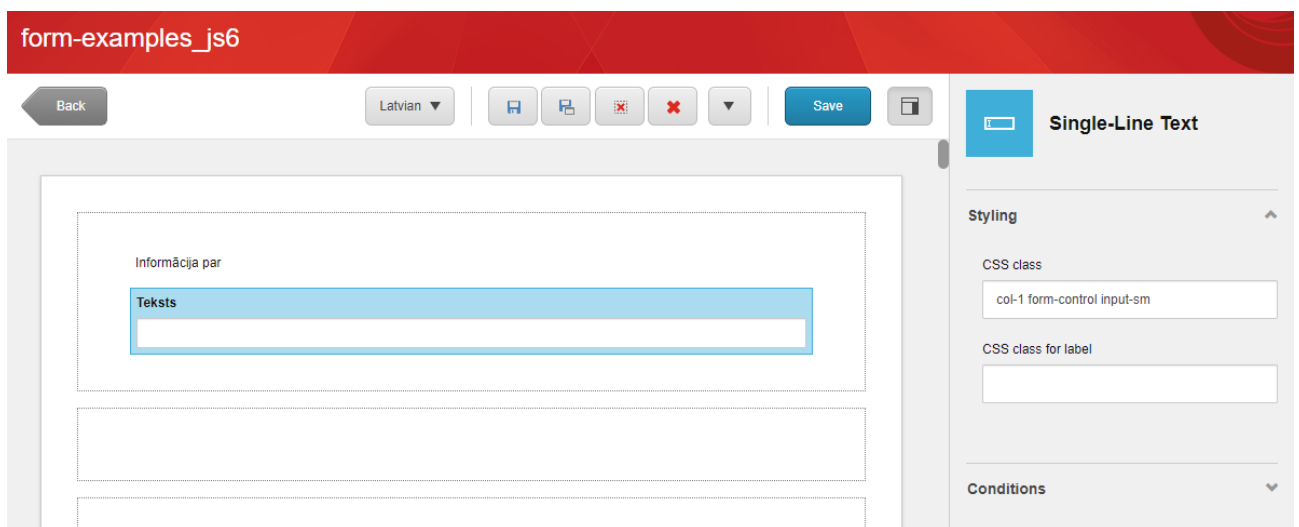 form-examples_js6
Back
Latvian
Save
Single-Line Text
Styling
Informācija par
CSS class
Teksts
col-1 form-control input-sm
CSS class for label
Conditions